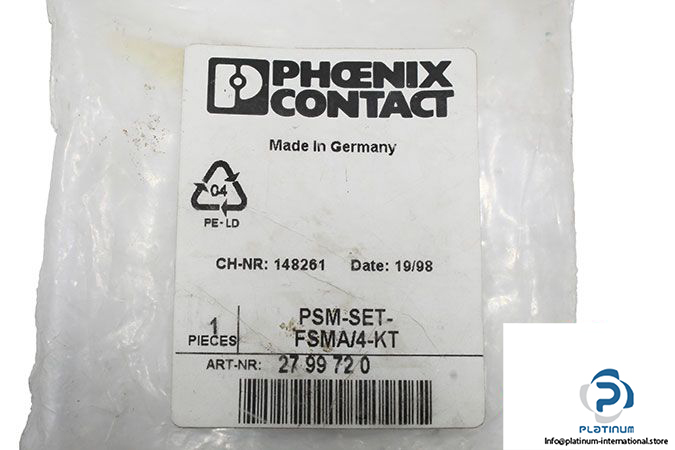 PHŒNIX
CONTACT
Made In Germany
04
PE-LD
CH-NR: 148261 Date: 19/98
1
PIECES
PSM-SET-
FSMA/4-KT
ART-NR: 27 99 72 0
PLATINUM
Info@platinum-international.store